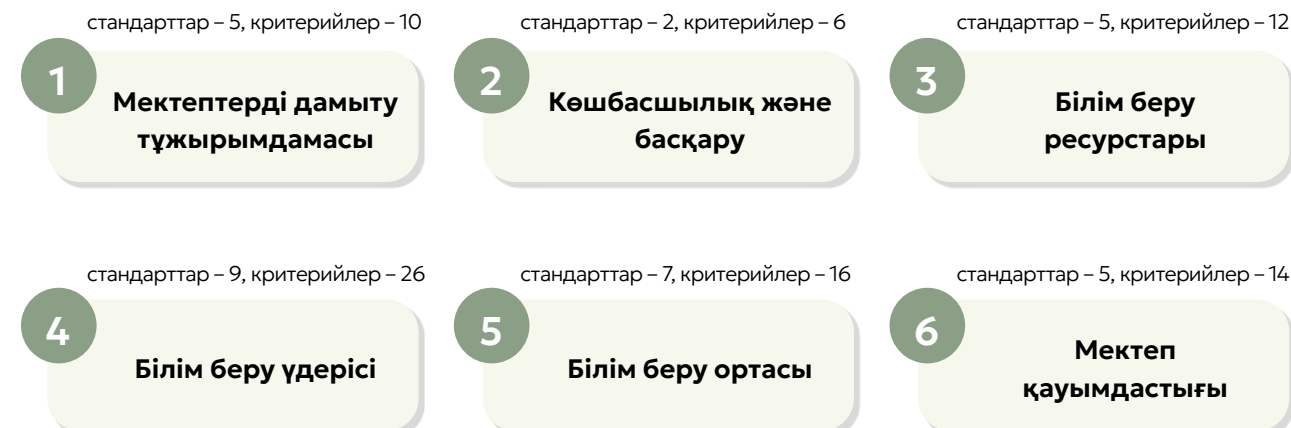 стандарттар – 5, критерийлер – 10
1
Мектептерді дамыту
тұжырымдамасы
стандарттар – 2, критерийлер – 6
2
Көшбасшылық және
басқару
стандарттар – 5, критерийлер – 12
3
Білім беру
ресурстары
стандарттар – 9, критерийлер – 26
4
Білім беру үдерісі
стандарттар – 7, критерийлер – 16
5
Білім беру ортасы
стандарттар – 5, критерийлер – 14
6
Мектеп
қауымдастығы